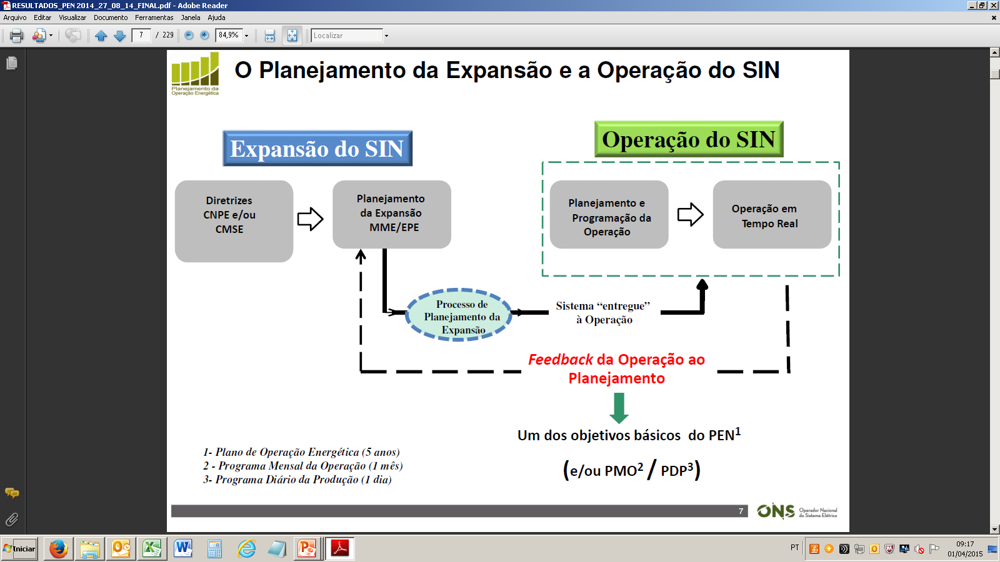 RESULTADOS_PEN 2014_27_08_14_FINAL.pdf - Adobe Reader
Arquivo Editar Visualizar Documento Ferramentas Janela Ajuda
7 / 229 84,9% Localizar
Planejamento da
Operação Energética
O Planejamento da Expansão e a Operação do SIN
Expansão do SIN
Operação do SIN
Diretrizes
CNPE e/ou
CMSE
Planejamento
da Expansão
MME/EPE
Planejamento e
Programação da
Operação
Operação em
Tempo Real
Processo de
Planejamento da
Expansão
Sistema “entregue”
à Operação
Feedback da Operação ao
Planejamento
Um dos objetivos básicos do PEN1
(e/ou PMO2 / PDP3)
1- Plano de Operação Energética (5 anos)
2 - Programa Mensal da Operação (1 mês)
3- Programa Diário da Produção (1 dia)
7
ONS Operador Nacional
do Sistema Elétrico
Iniciar
PT
09:17
01/04/2015